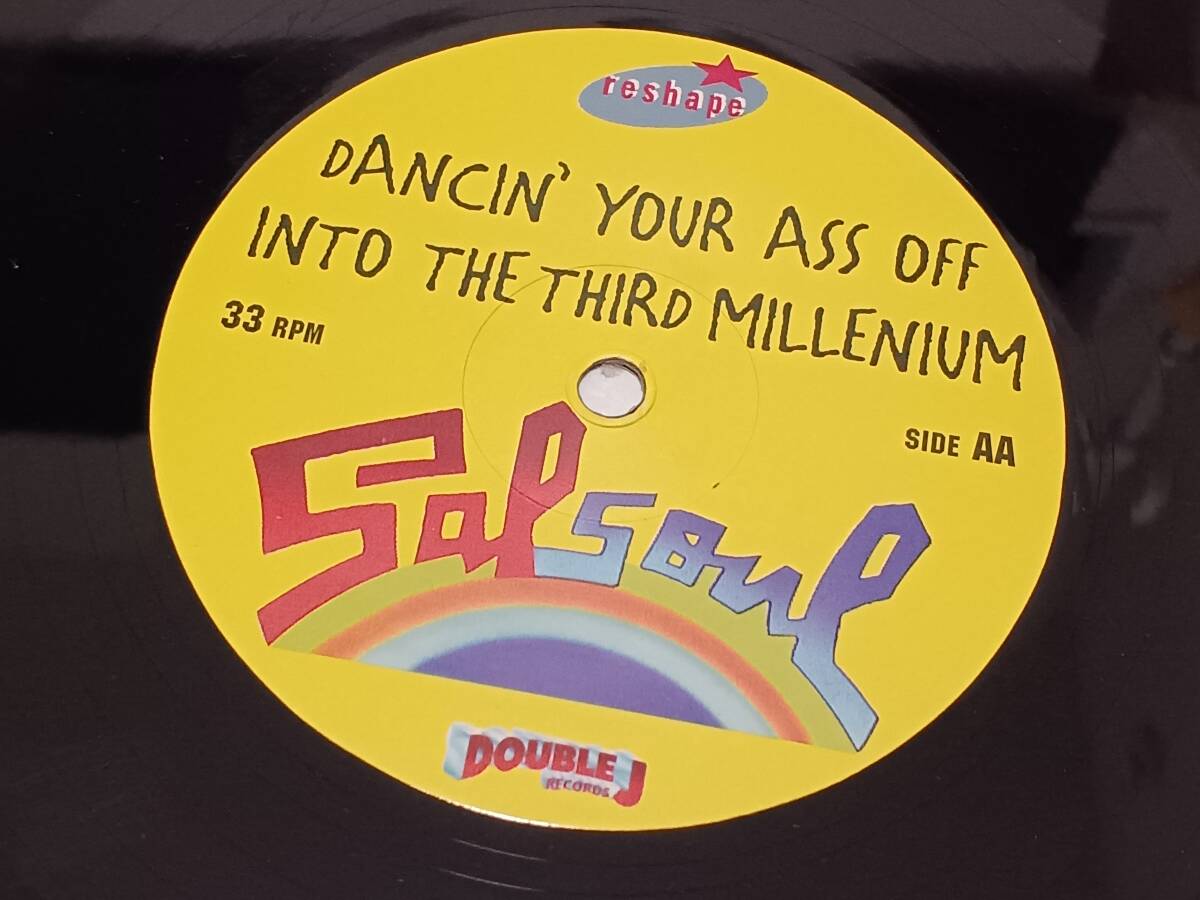 reshape
DANCIN' YOUR ASS OFF
INTO THE THIRD MILLENIUM
33 RPM
SIDE AA
Salsoul
DOUBLE J
RECORDS